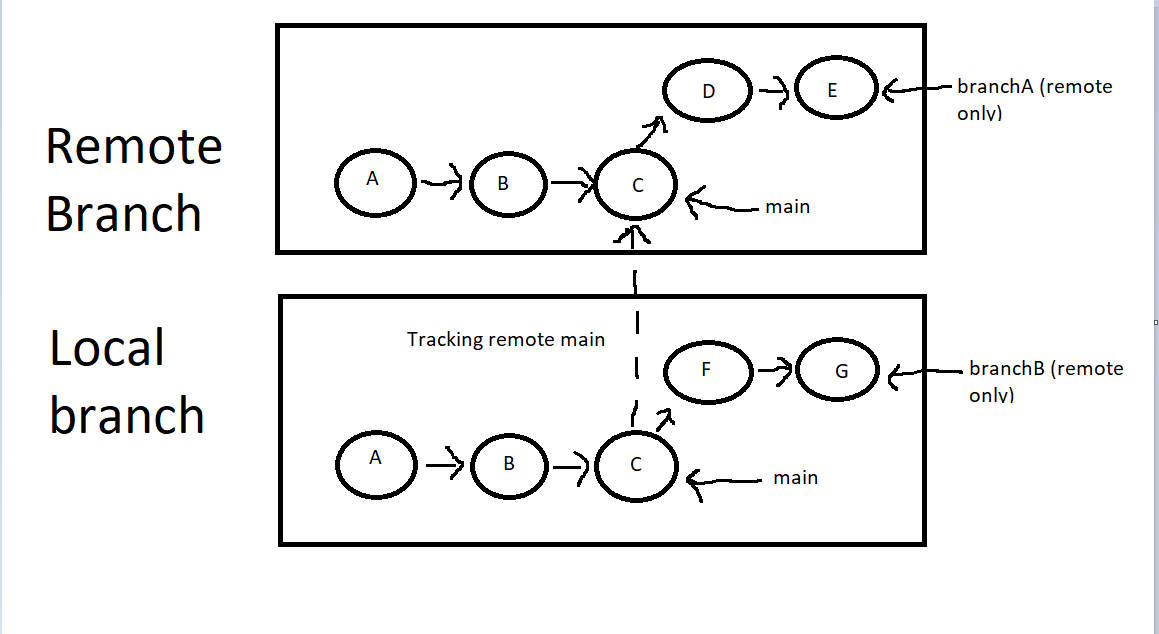 Remote
Branch
D
E
branchA (remote
only)
A
B
C
main
Local
branch
Tracking remote main
F
G
branchB (remote
only)
A
B
C
main